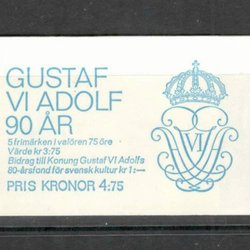 GUSTAF
VI ADOLF
90 ÅR
5 frimärken i valören 75 öre
Värde kr 3:75
Bidrag till Konung Gustaf VI Adolfs
80-årsfond för svensk kultur kr 1:—
PRIS KRONOR 4:75
VI